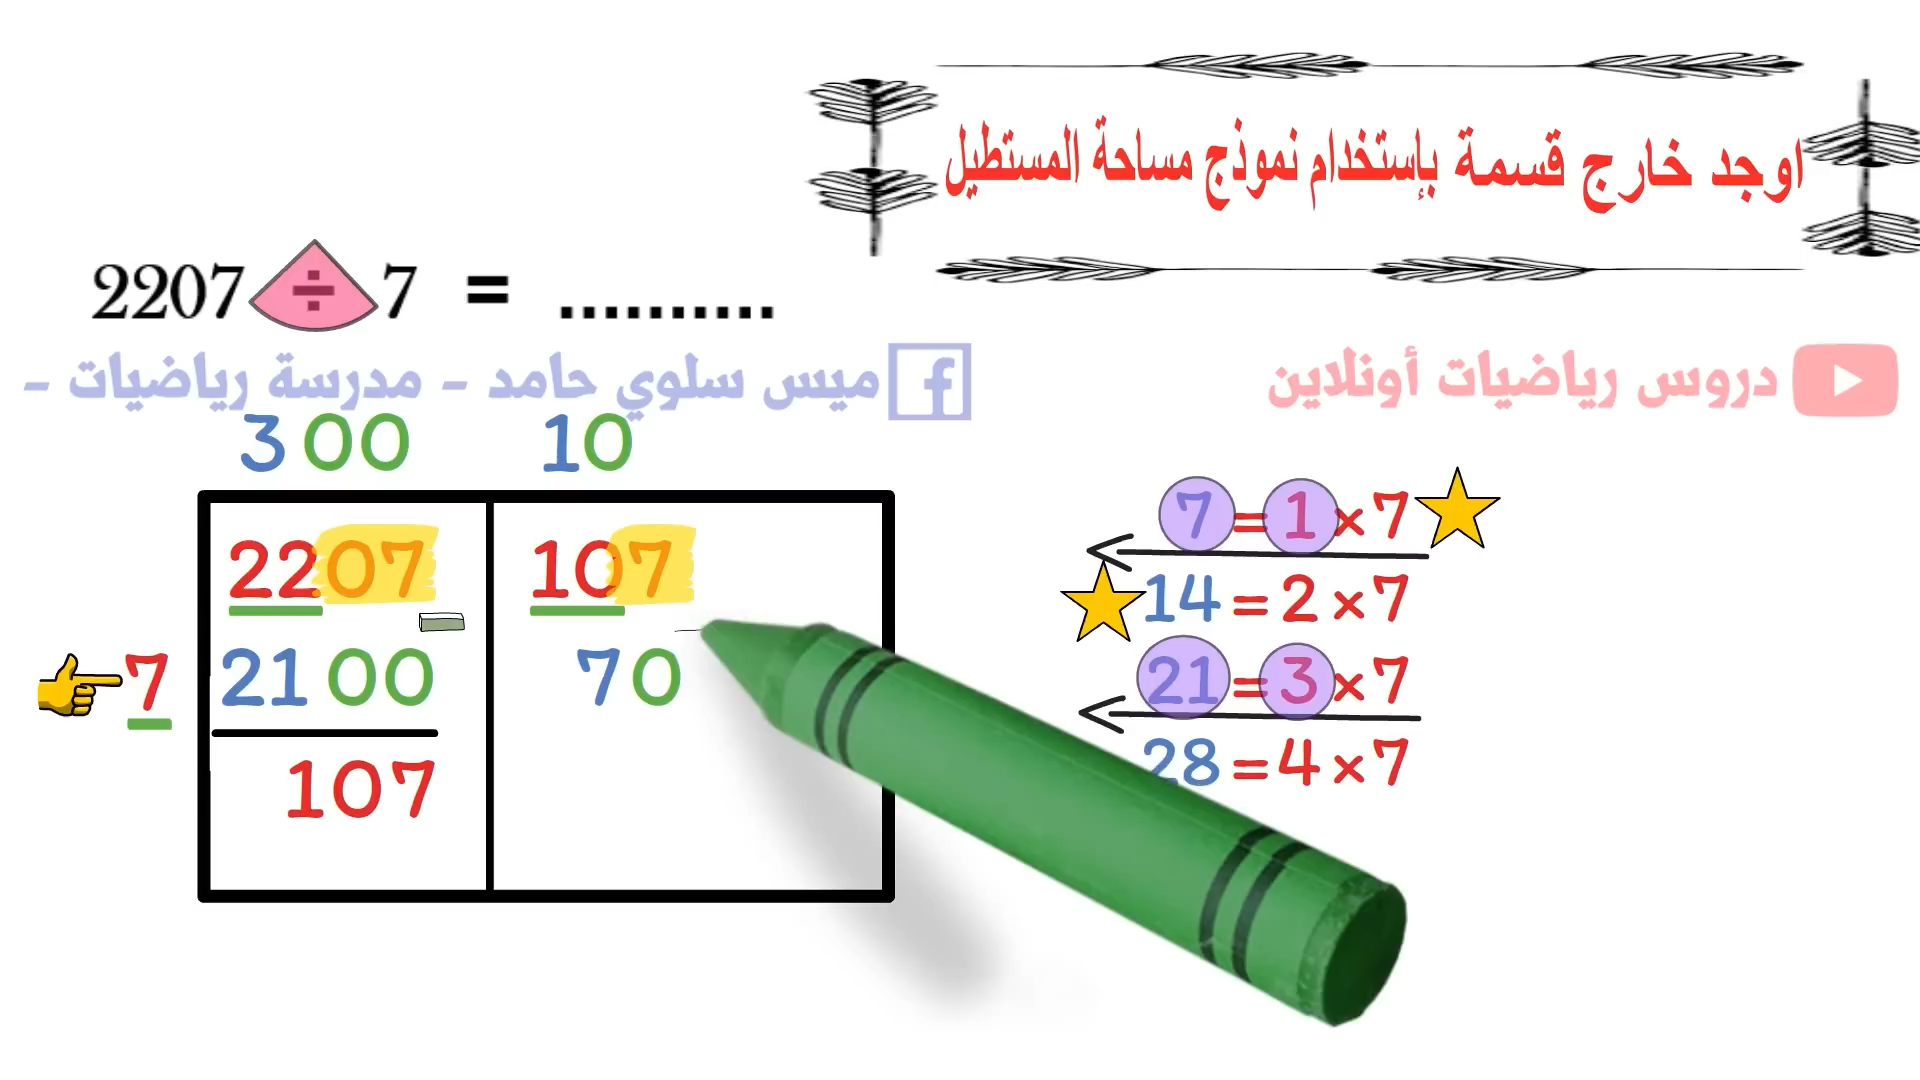 اوجد خارج قسمة بإستخدام نموذج مساحة المستطيل
2207 ÷ 7 = ..........
ميس سلوي حامد - مدرسة رياضيات -
دروس رياضيات أونلاين
300 10
2207 107
7 2100 70
107
7 = 1 × 7
14 = 2 × 7
21 = 3 × 7
28 = 4 × 7